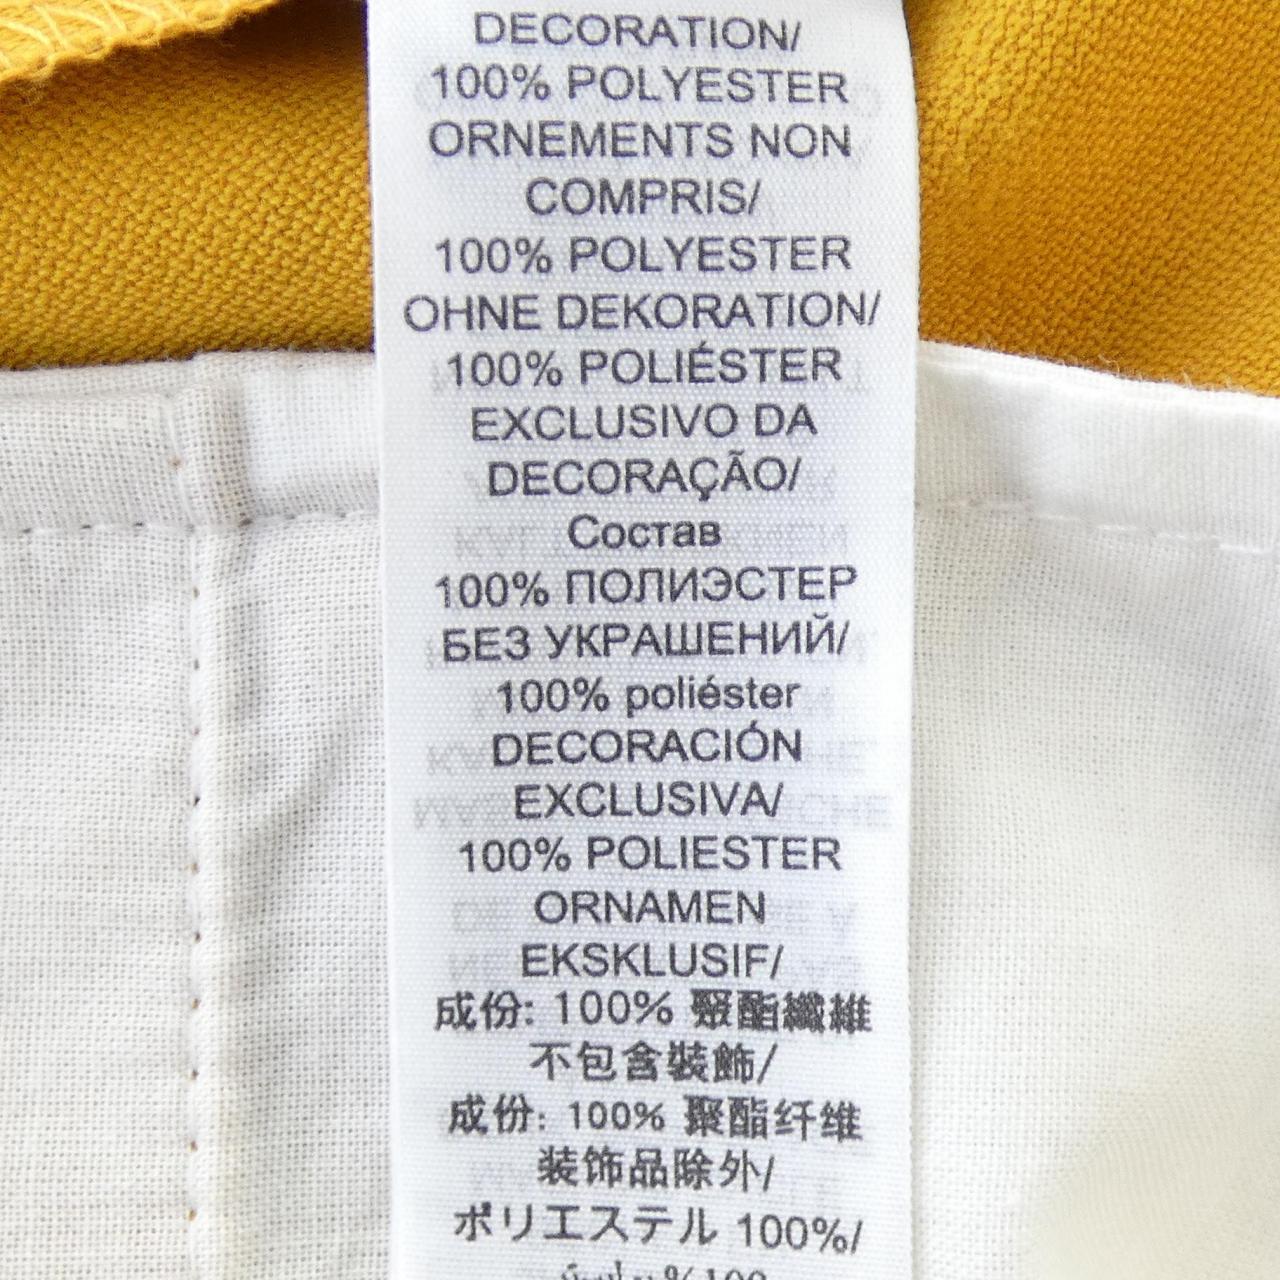 DECORATION/
100% POLYESTER
ORNEMENTS NON
COMPRIS/
100% POLYESTER
OHNE DEKORATION/
100% POLIÉSTER
EXCLUSIVO DA
DECORAÇÃO/
Состав
100% ПОЛИЭСТЕР
БЕЗ УКРАШЕНИЙ/
100% poliéster
DECORACIÓN
EXCLUSIVA/
100% POLIESTER
ORNAMEN
EKSKLUSIF/
成份: 100% 聚酯纖維
不包含裝飾/
成份: 100% 聚酯纤维
装饰品除外/
ポリエステル 100%/